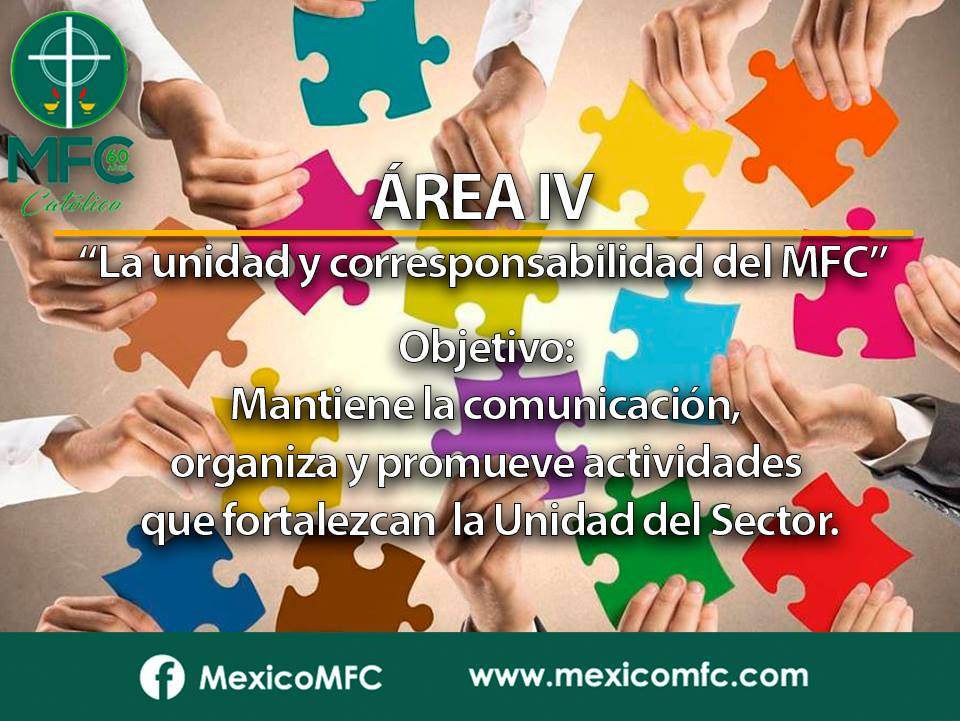 MFC
60
AÑOS
Católico
ÁREA IV
“La unidad y corresponsabilidad del MFC”
Objetivo:
Mantiene la comunicación,
organiza y promueve actividades
que fortalezcan la Unidad del Sector.
MexicoMFC
www.mexicomfc.com